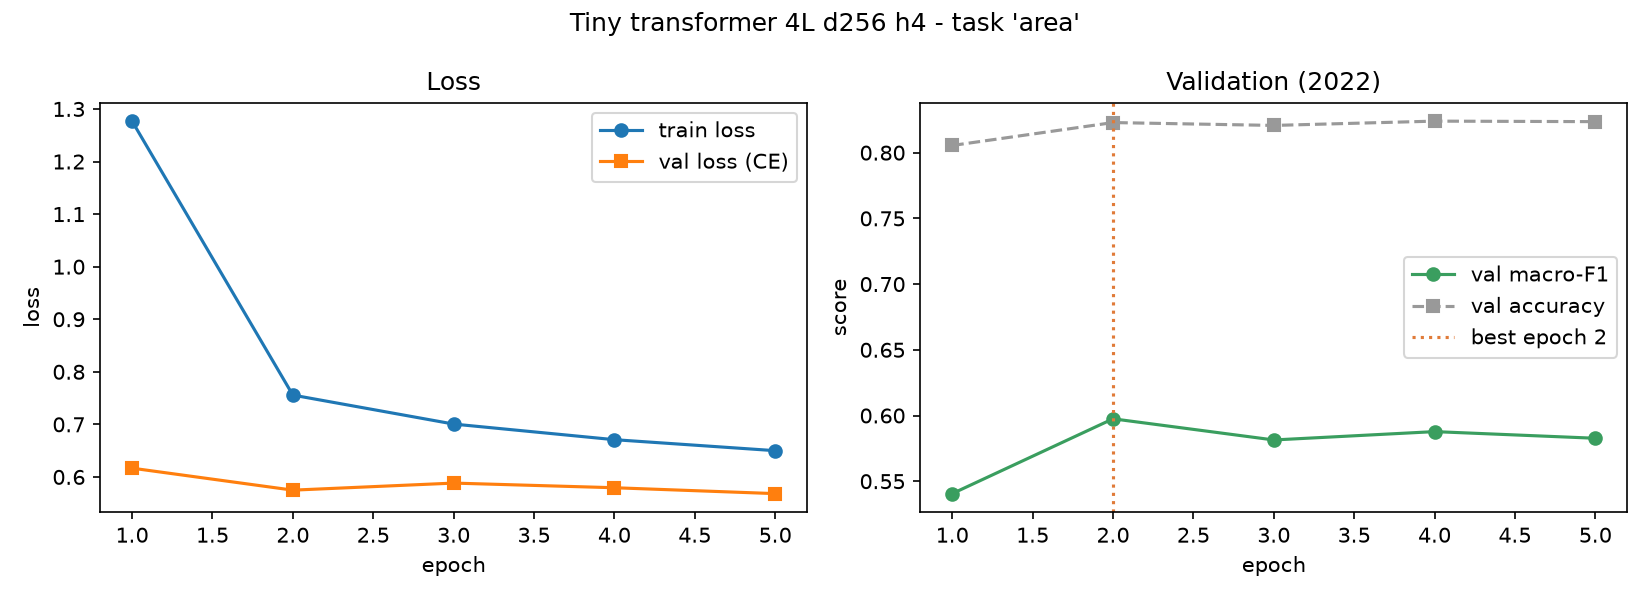 Tiny transformer 4L d256 h4 - task 'area'
Loss
1.3
1.2
1.1
1.0
0.9
0.8
0.7
0.6
loss
train loss
val loss (CE)
1.0 1.5 2.0 2.5 3.0 3.5 4.0 4.5 5.0
epoch
Validation (2022)
0.80
0.75
0.70
0.65
0.60
0.55
score
val macro-F1
val accuracy
best epoch 2
1.0 1.5 2.0 2.5 3.0 3.5 4.0 4.5 5.0
epoch